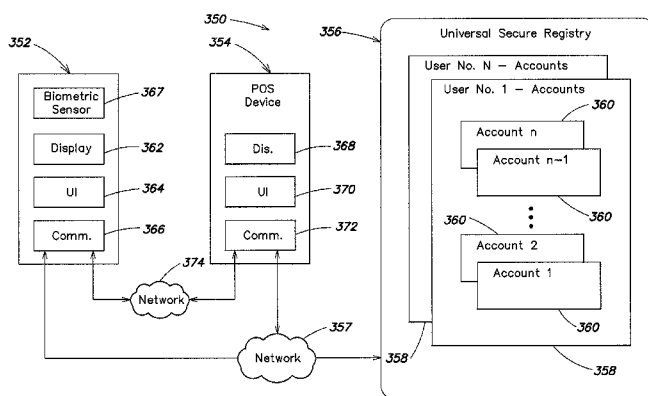 350
352
354
356
Universal Secure Registry
User No. N – Accounts
User No. 1 – Accounts
POS
Device
Biometric
Sensor
367
Display
362
UI
364
Comm.
366
Dis.
368
UI
370
Comm.
372
374
Network
357
Network
360
Account n
Account n–1
360
360
Account 2
Account 1
360
358
358